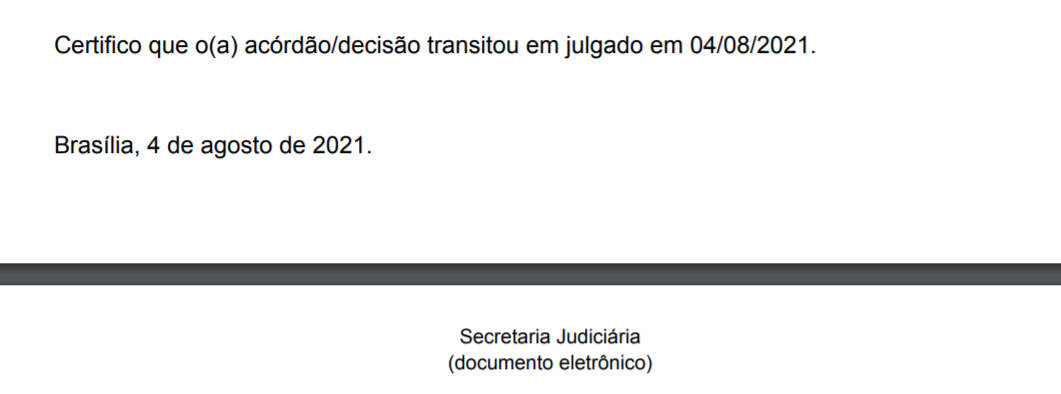 Certifico que o(a) acórdão/decisão transitou em julgado em 04/08/2021.
Brasília, 4 de agosto de 2021.
Secretaria Judiciária
(documento eletrônico)